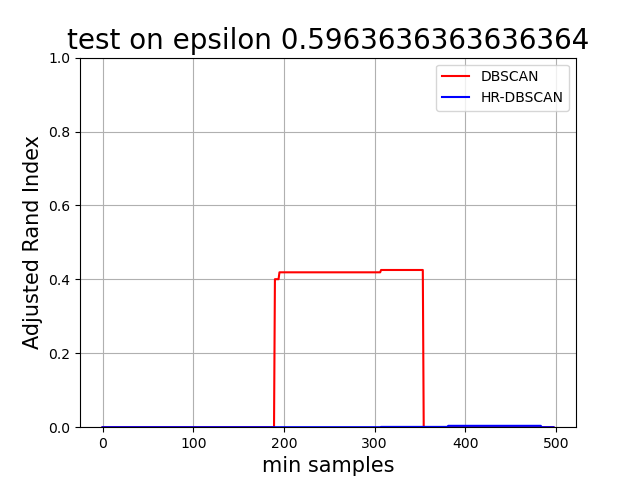 test on epsilon 0.5963636363636364
DBSCAN
HR-DBSCAN
Adjusted Rand Index
1.0
0.8
0.6
0.4
0.2
0.0
0 100 200 300 400 500
min samples